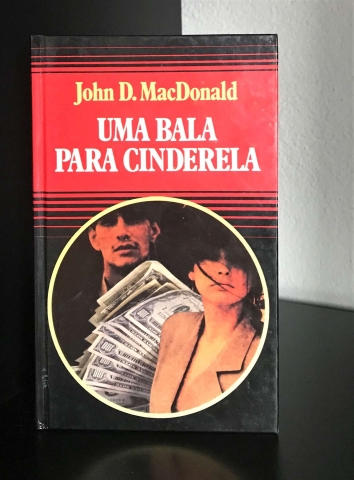 John D. MacDonald
UMA BALA
PARA CINDERELA